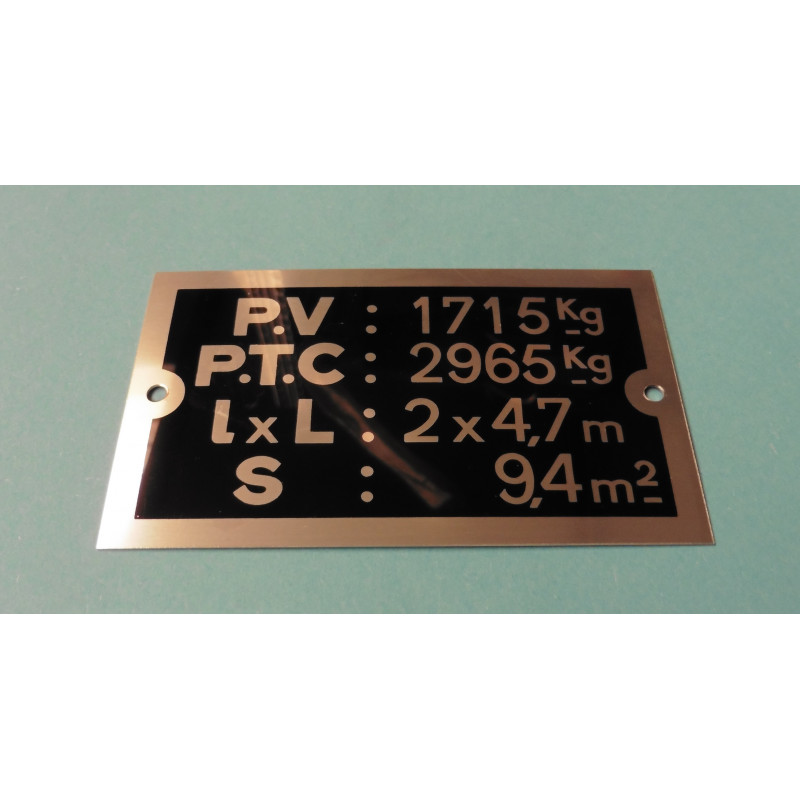 P.V : 1715 Kg
P.T.C : 2965 Kg
l x L : 2 x 4,7 m
S : 9,4 m²